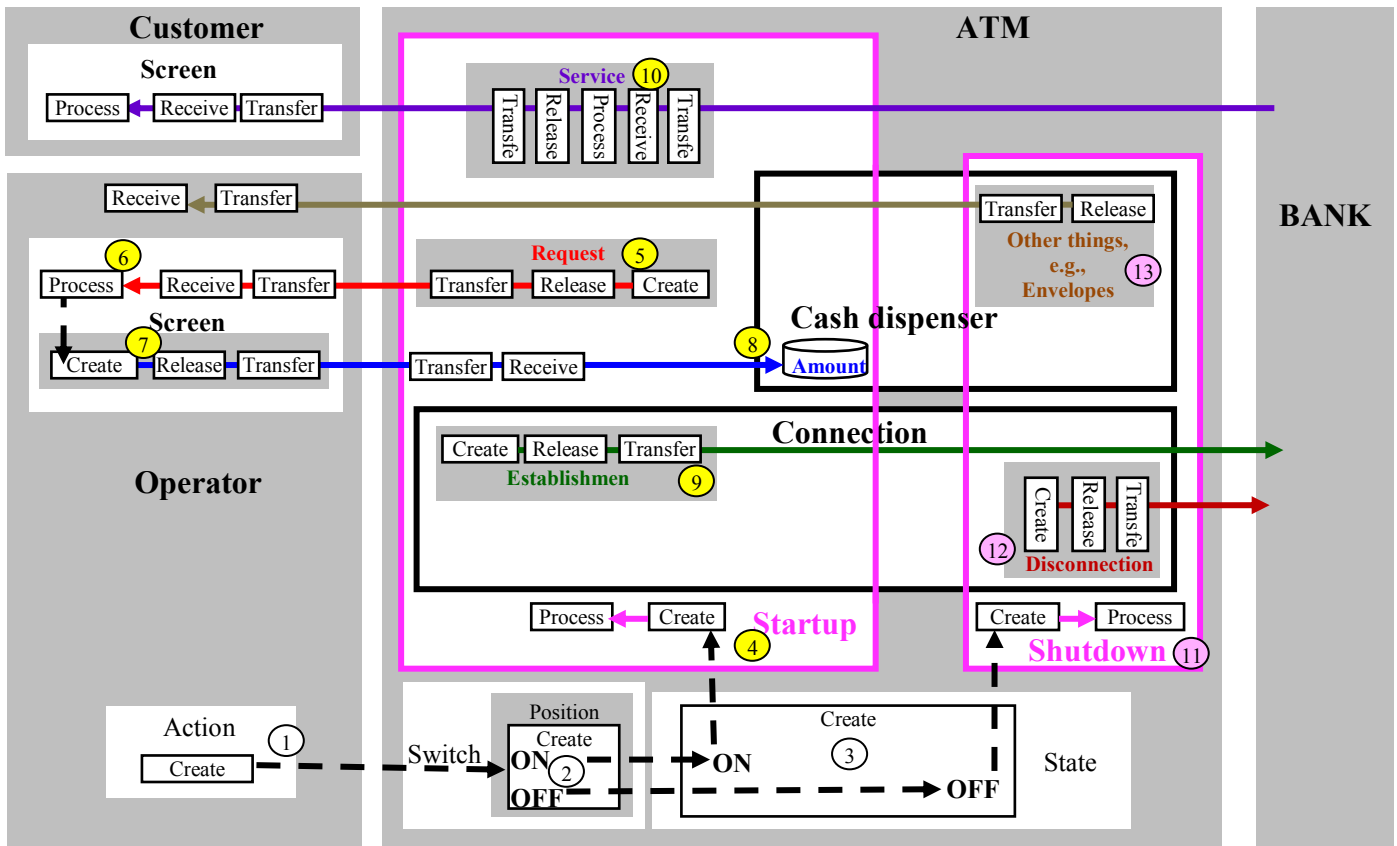 Customer
ATM
BANK
Screen
Process Receive Transfer
Service 10
Transfe Release Process Receive Transfe
Receive Transfer
Transfer Release
Other things,
e.g.,
Envelopes
13
6
Request 5
Process Receive Transfer
Transfer Release Create
Screen
7
Create Release Transfer
Transfer Receive
8
Cash dispenser
Amount
Connection
Create Release Transfer
Establishmen 9
Operator
Create Release Transfe
12
Disconnection
Process Create
Startup
4
Create Process
Shutdown 11
Action
1
Create
Switch
Position
Create
ON
2
OFF
Create
3
ON
OFF
State